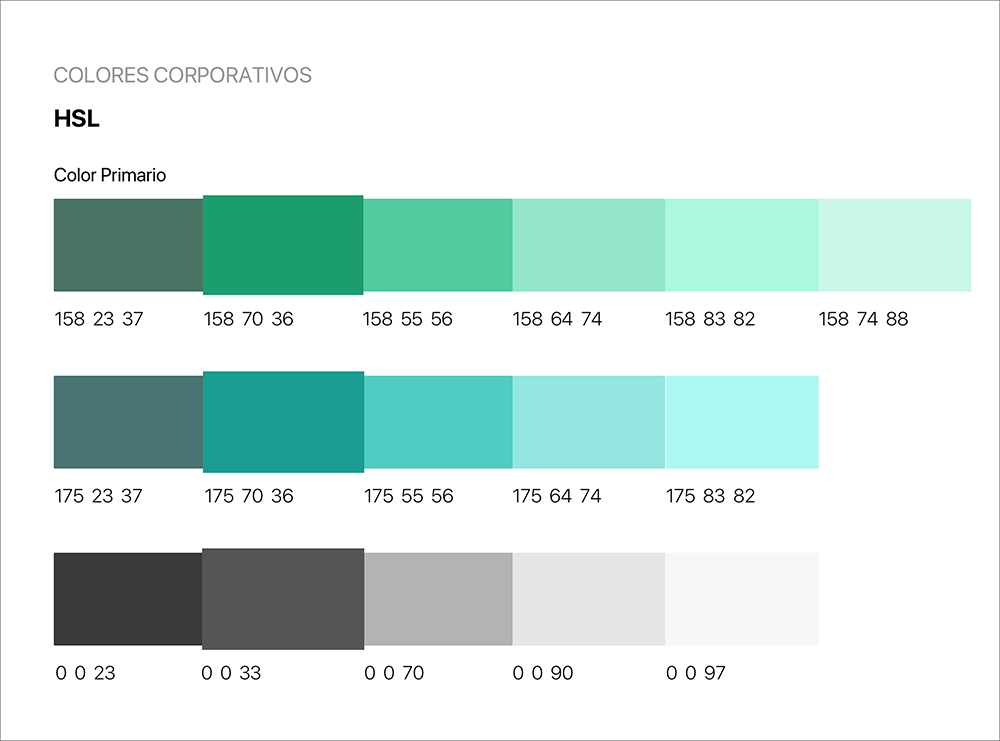 COLORES CORPORATIVOS
HSL
Color Primario
158 23 37 158 70 36 158 55 56 158 64 74 158 83 82 158 74 88
175 23 37 175 70 36 175 55 56 175 64 74 175 83 82
0 0 23 0 0 33 0 0 70 0 0 90 0 0 97